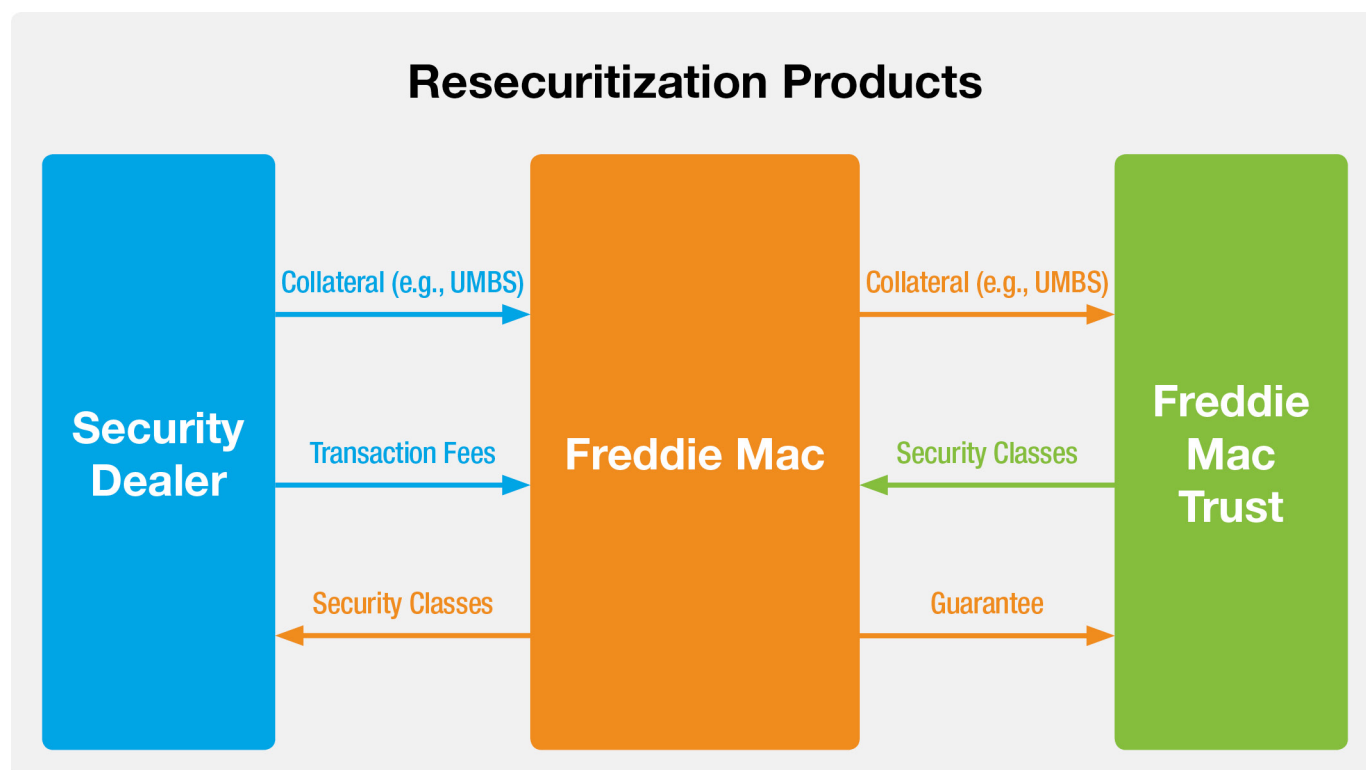 Resecuritization Products
Collateral (e.g., UMBS)
Collateral (e.g., UMBS)
Security
Dealer
Transaction Fees
Freddie Mac
Security Classes
Freddie
Mac
Trust
Security Classes
Guarantee